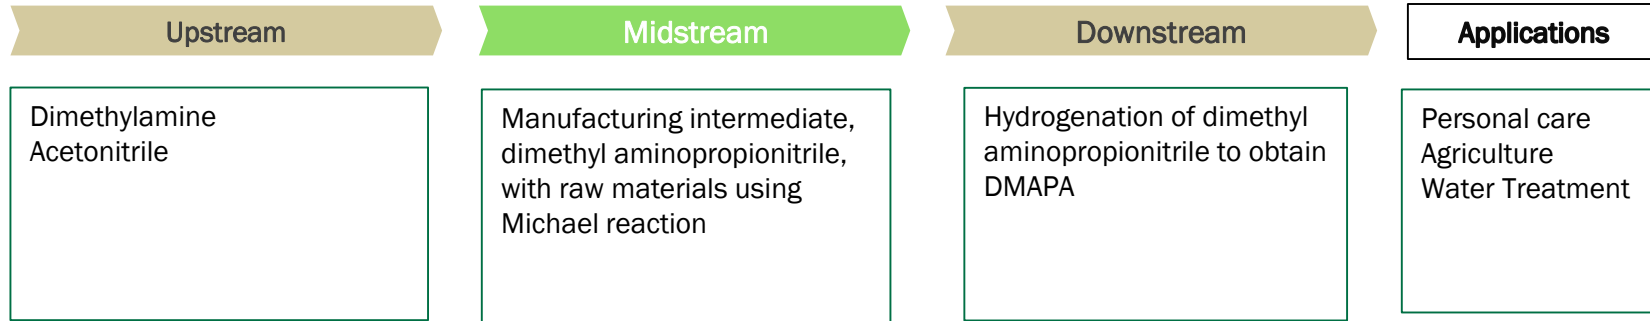 Upstream
Midstream
Downstream
Applications
Dimethylamine
Acetonitrile
Manufacturing intermediate,
dimethyl aminopropionitrile,
with raw materials using
Michael reaction
Hydrogenation of dimethyl
aminopropionitrile to obtain
DMAPA
Personal care
Agriculture
Water Treatment